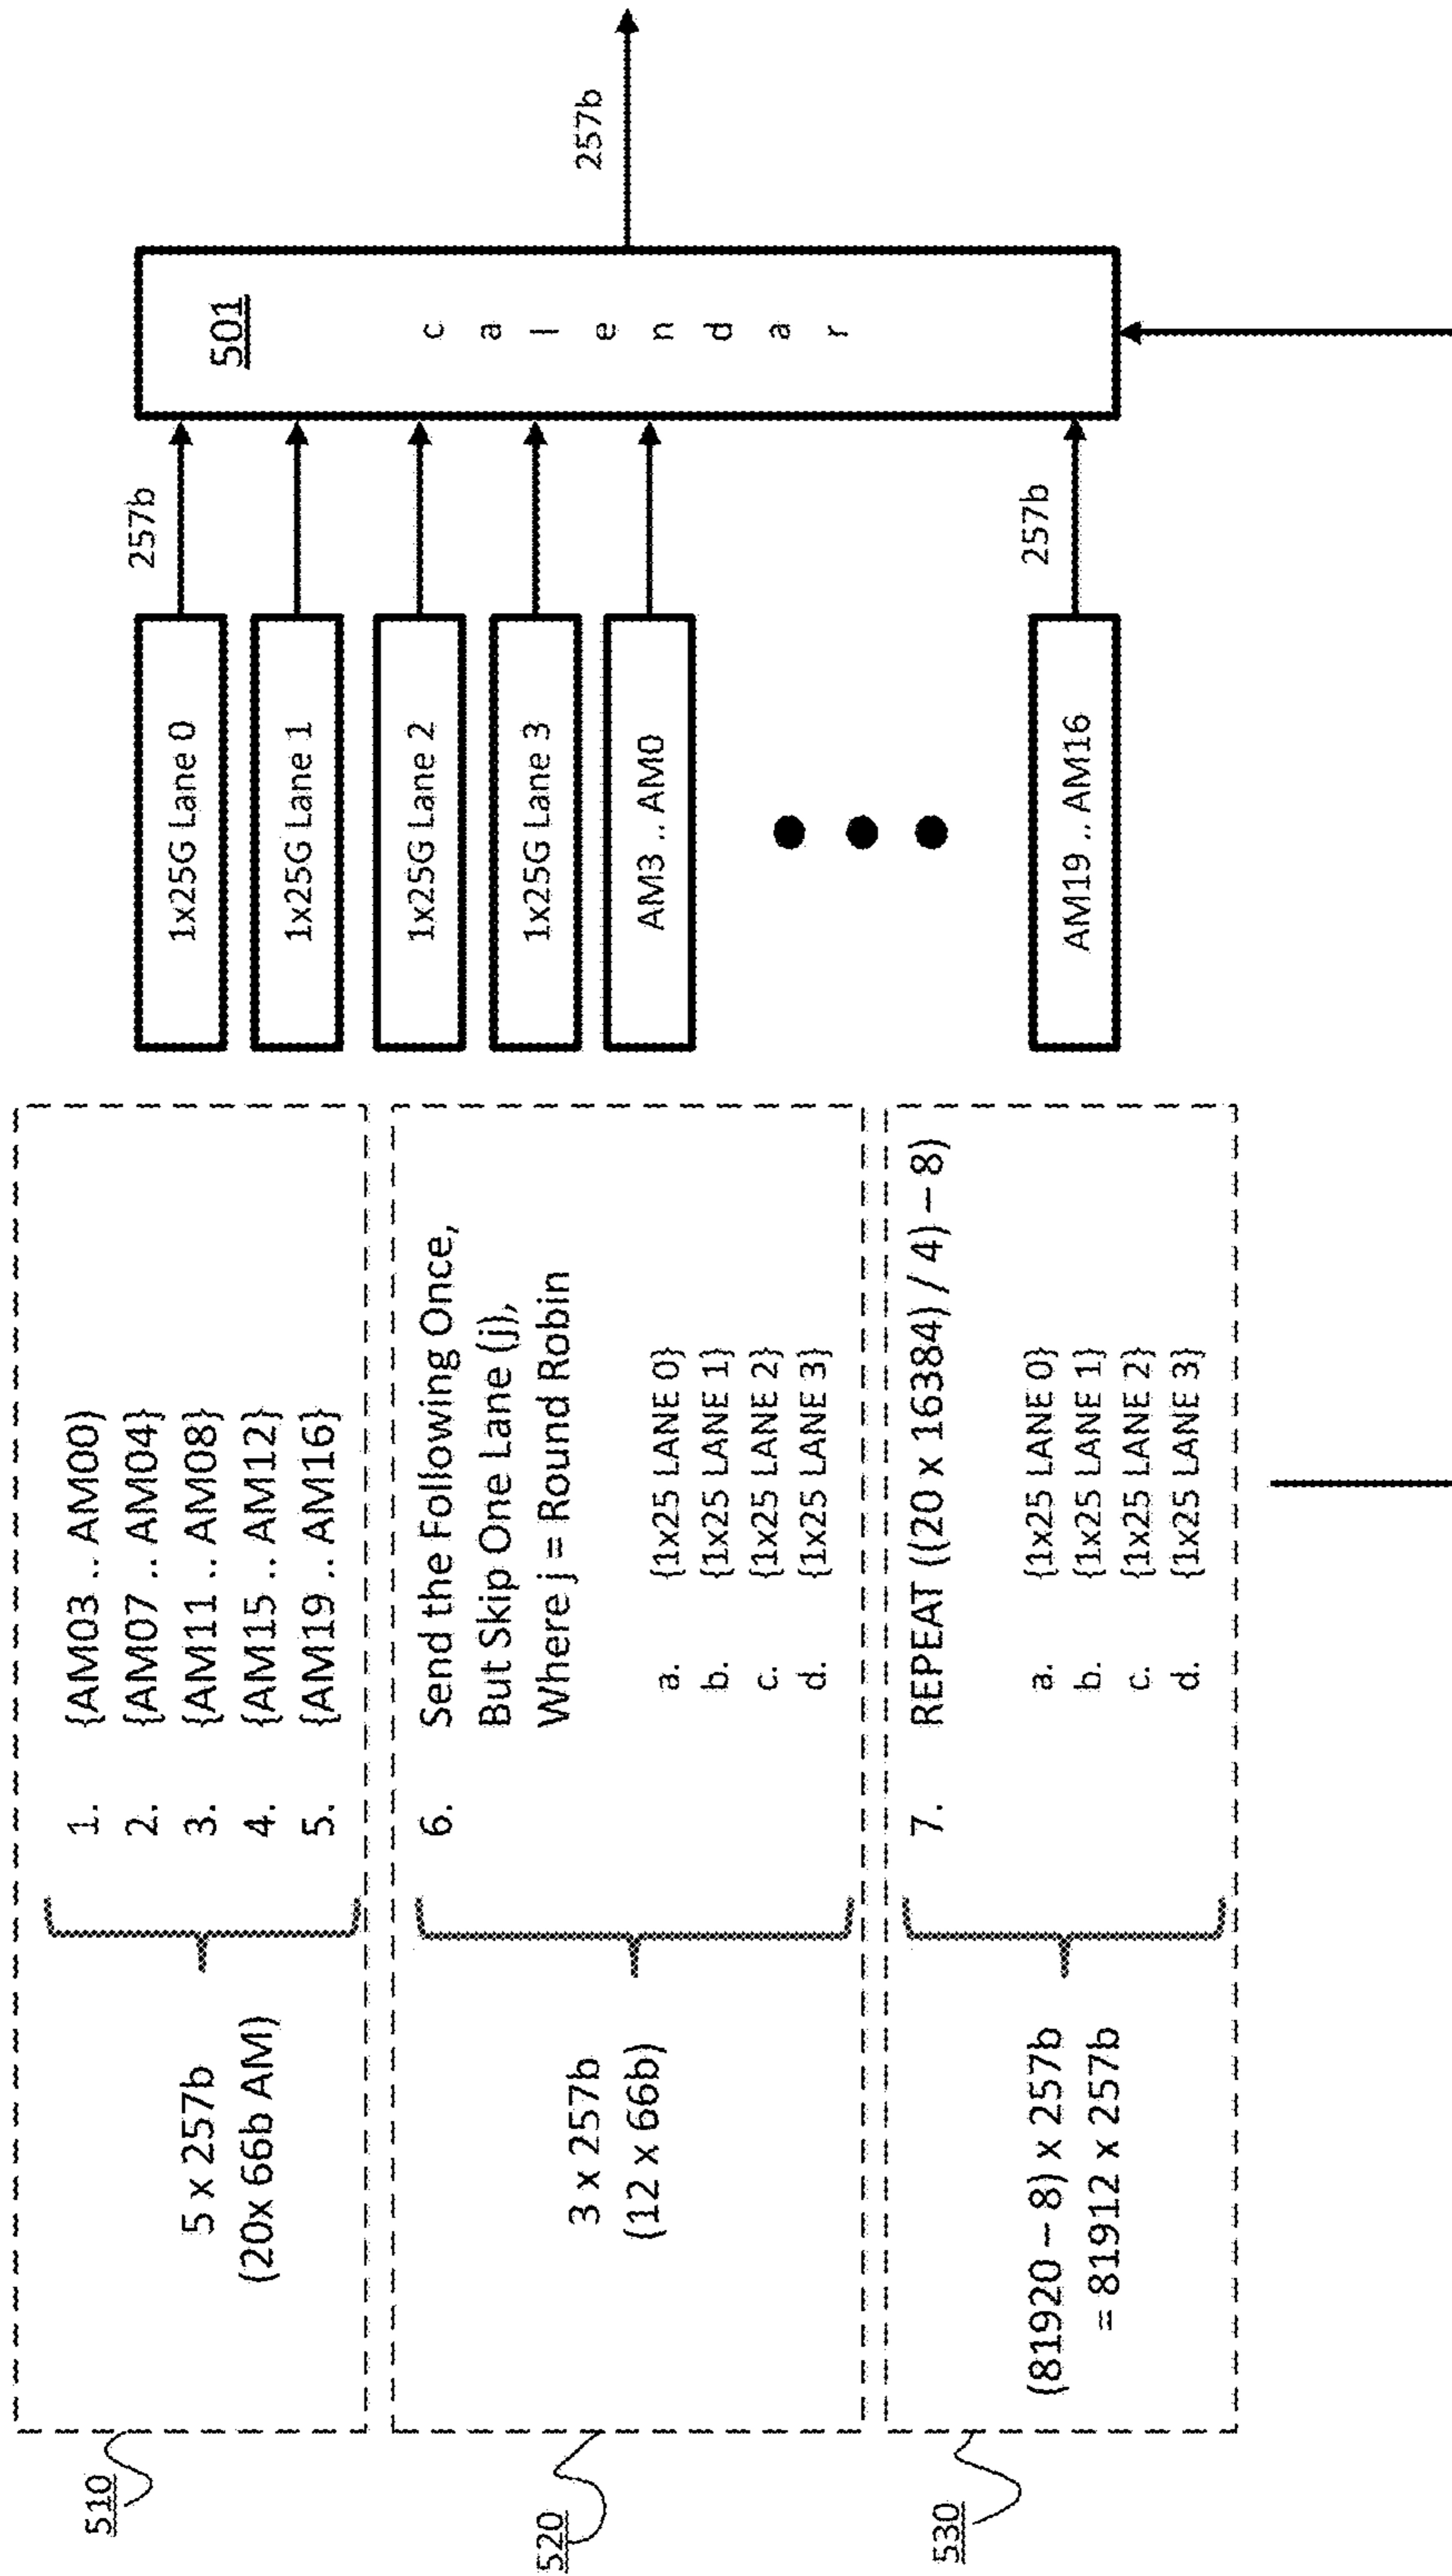 510
5 x 257b
(20x 66b AM)
1. {AM03 .. AM00}
2. {AM07 .. AM04}
3. {AM11 .. AM08}
4. {AM15 .. AM12}
5. {AM19 .. AM16}
520
3 x 257b
(12 x 66b)
6. Send the Following Once,
But Skip One Lane (j),
Where j = Round Robin
a. {1x25 LANE 0}
b. {1x25 LANE 1}
c. {1x25 LANE 2}
d. {1x25 LANE 3}
530
(81920 – 8) x 257b
= 81912 x 257b
7. REPEAT ((20 x 16384) / 4) – 8)
a. {1x25 LANE 0}
b. {1x25 LANE 1}
c. {1x25 LANE 2}
d. {1x25 LANE 3}
1x25G Lane 0
257b
1x25G Lane 1
1x25G Lane 2
1x25G Lane 3
AM3 .. AM0
AM19 .. AM16
257b
501
calendar
257b